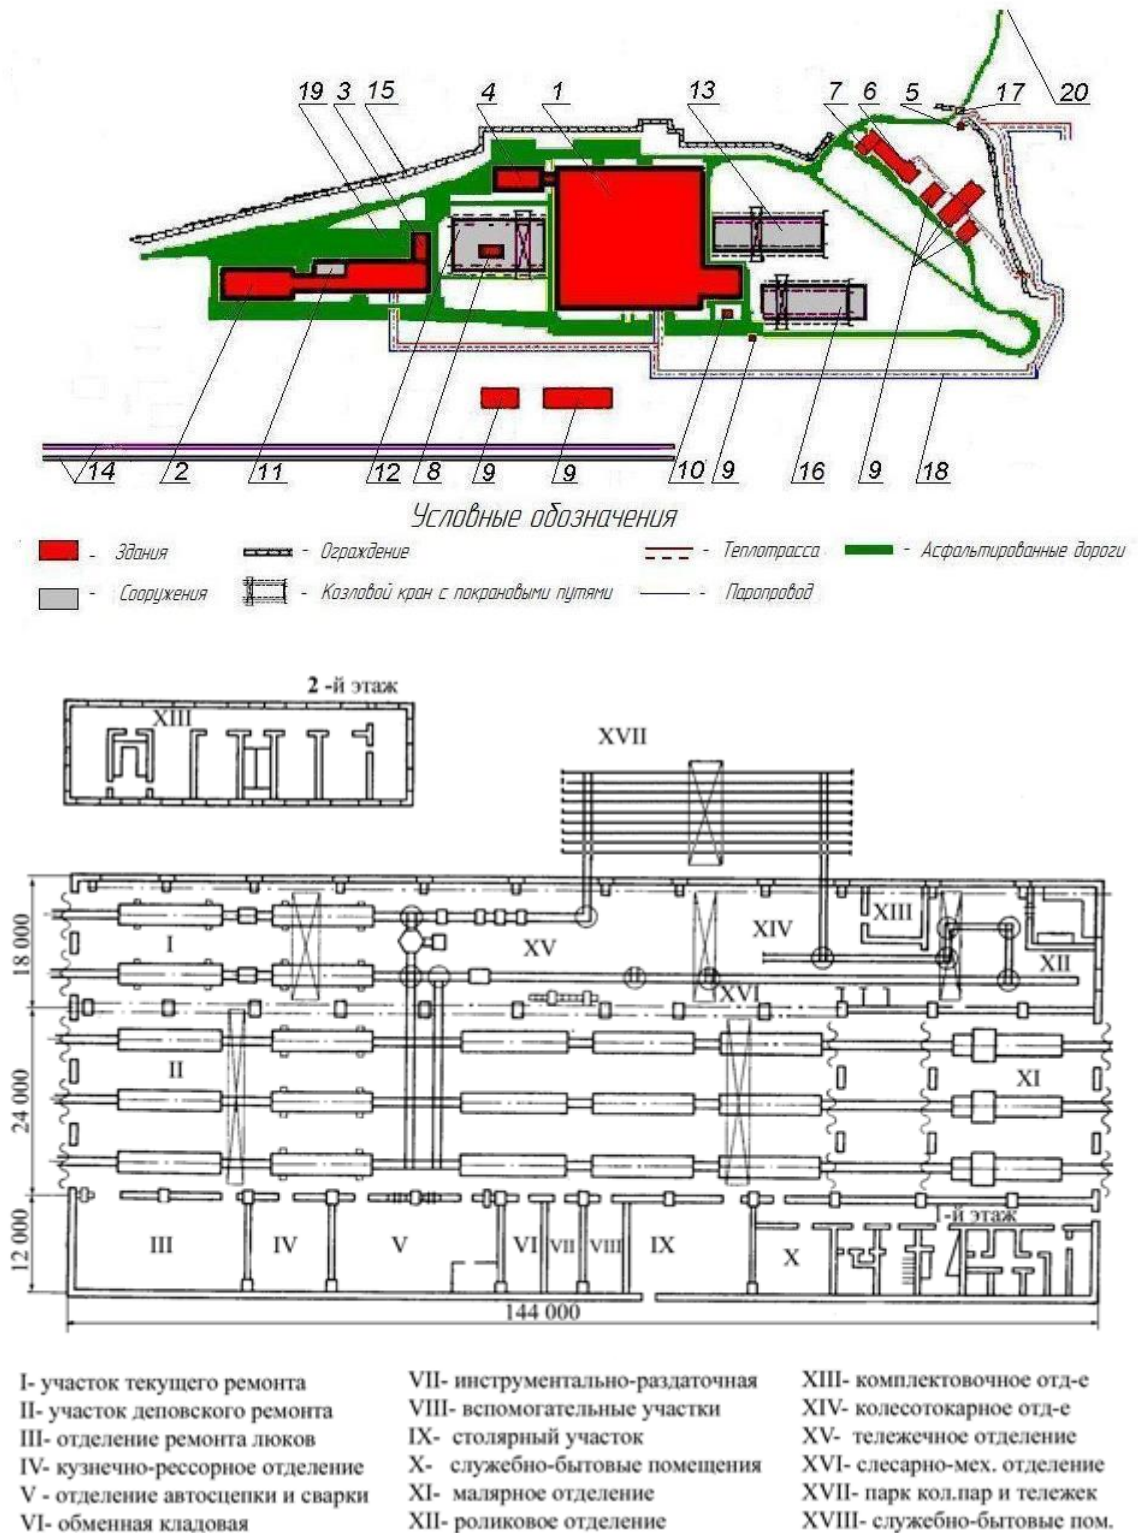 19 3 15 4 1 13 7 6 5 17 20
14 2 11 12 8 9 9 10 9 16 9 18
Условные обозначения
- Здания - Ограждение - Теплотрасса - Асфальтированные дороги
- Сооружения - Козловой кран с покрановыми путями - Паропровод
2 -й этаж
XIII
XVII
18 000
I XV XIV XIII XII
XVI
24 000
II XI
12 000
1-й этаж
III IV V VI VII VIII IX X
144 000
I- участок текущего ремонта
II- участок деповского ремонта
III- отделение ремонта люков
IV- кузнечно-рессорное отделение
V - отделение автосцепки и сварки
VI- обменная кладовая
VII- инструментально-раздаточная
VIII- вспомогательные участки
IX- столярный участок
X- служебно-бытовые помещения
XI- малярное отделение
XII- роликовое отделение
XIII- комплектовочное отд-е
XIV- колесотокарное отд-е
XV- тележечное отделение
XVI- слесарно-мех. отделение
XVII- парк кол.пар и тележек
XVIII- служебно-бытовые пом.